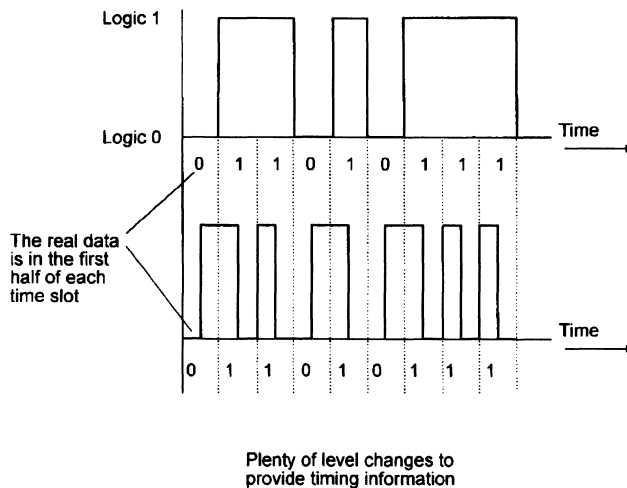 Logic 1
Logic 0
Time
0 1 1 0 1 0 1 1 1
The real data
is in the first
half of each
time slot
Time
0 1 1 0 1 0 1 1 1
Plenty of level changes to
provide timing information